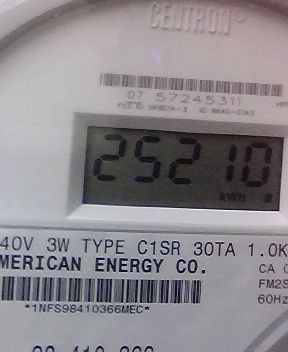 CENTRON®
07 57245311
25210
kWh
40V 3W TYPE C1SR 30TA 1.0K
MERICAN ENERGY CO.
CA 0
FM2S
60Hz
*1NFS98410366MEC*